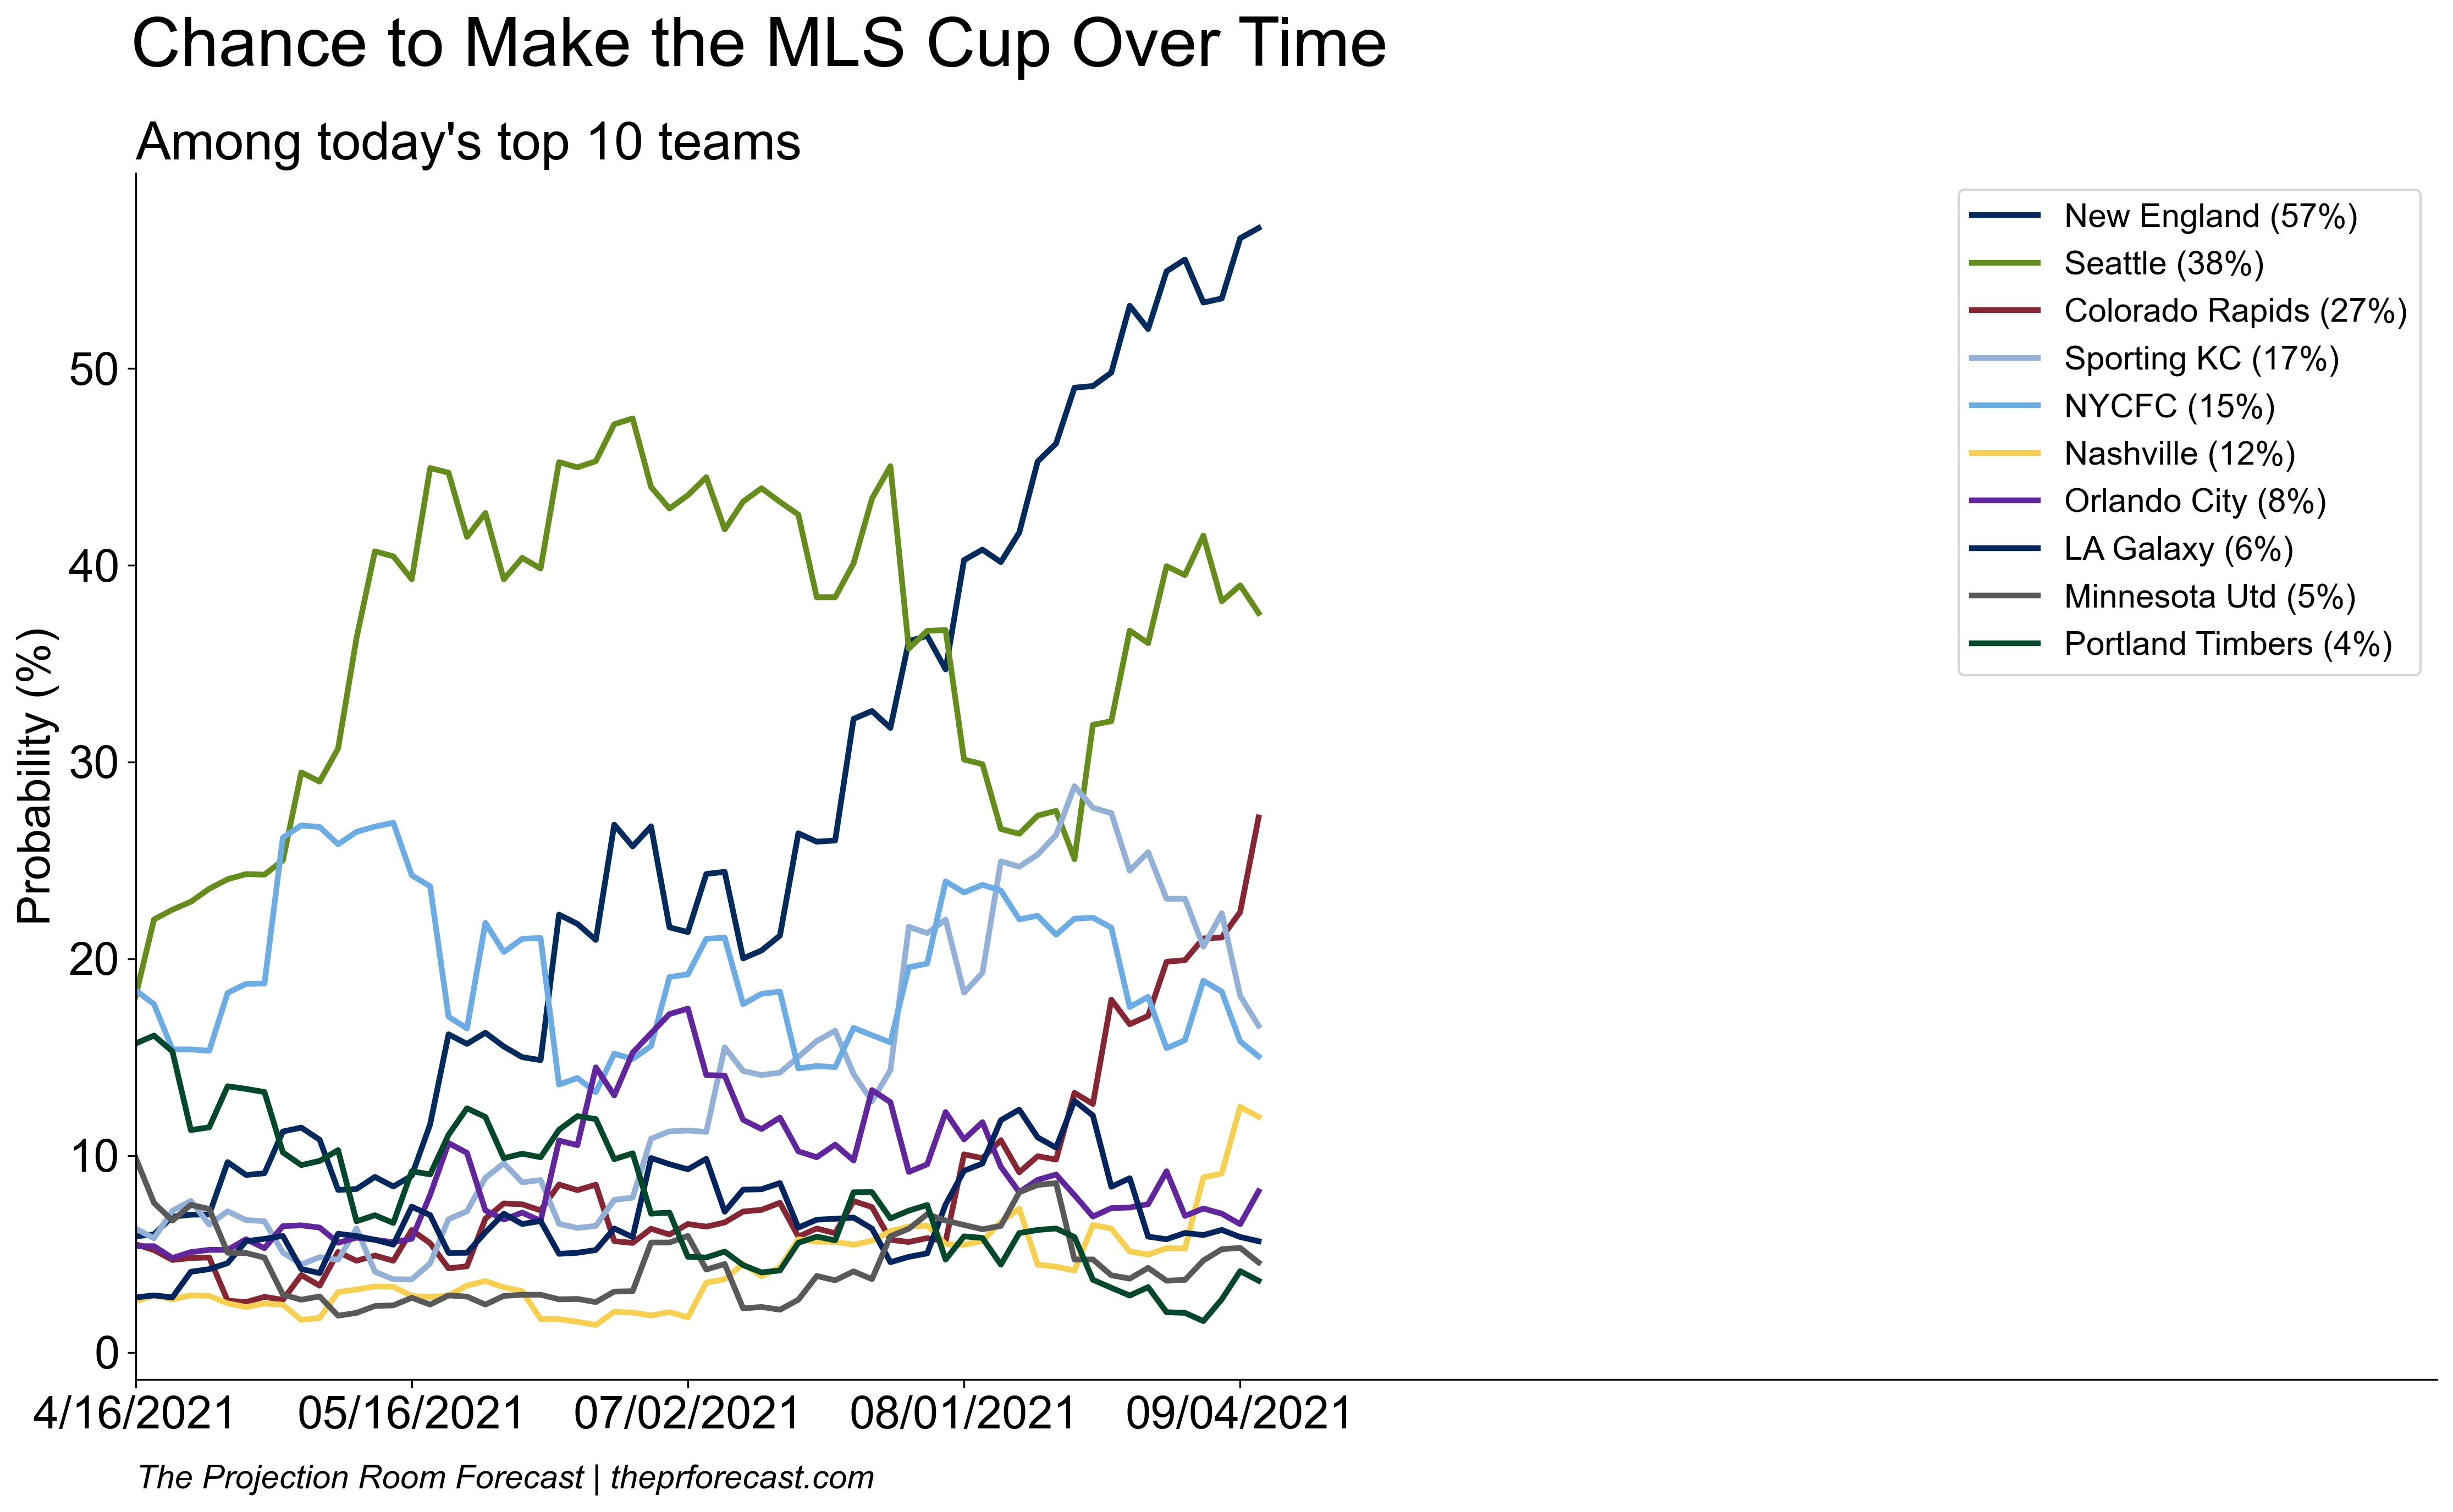 Chance to Make the MLS Cup Over Time
Among today's top 10 teams
New England (57%)
Seattle (38%)
Colorado Rapids (27%)
Sporting KC (17%)
NYCFC (15%)
Nashville (12%)
Orlando City (8%)
LA Galaxy (6%)
Minnesota Utd (5%)
Portland Timbers (4%)
Probability (%)
50
40
30
20
10
0
4/16/2021 05/16/2021 07/02/2021 08/01/2021 09/04/2021
The Projection Room Forecast | theprforecast.com